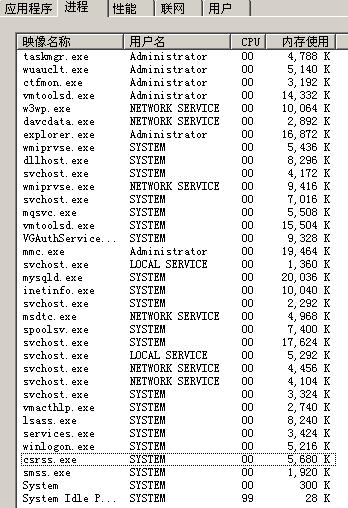 应用程序 进程 性能 联网 用户
映像名称 用户名 CPU 内存使用
taskmgr.exe Administrator 00 4,788 K
wuauclt.exe Administrator 00 5,140 K
ctfmon.exe Administrator 00 3,192 K
vmtoolsd.exe Administrator 00 14,332 K
w3wp.exe NETWORK SERVICE 00 10,064 K
davcdata.exe NETWORK SERVICE 00 2,892 K
explorer.exe Administrator 00 16,872 K
wmiprvse.exe SYSTEM 00 5,436 K
dllhost.exe SYSTEM 00 8,296 K
svchost.exe SYSTEM 00 4,172 K
wmiprvse.exe NETWORK SERVICE 00 9,416 K
svchost.exe SYSTEM 00 7,016 K
mqsvc.exe SYSTEM 00 5,508 K
vmtoolsd.exe SYSTEM 00 15,504 K
VGAuthService... SYSTEM 00 9,328 K
mmc.exe Administrator 00 19,464 K
svchost.exe LOCAL SERVICE 00 1,360 K
mysqld.exe SYSTEM 00 20,036 K
inetinfo.exe SYSTEM 00 10,040 K
svchost.exe SYSTEM 00 2,292 K
msdtc.exe NETWORK SERVICE 00 4,968 K
spoolsv.exe SYSTEM 00 7,400 K
svchost.exe SYSTEM 00 17,624 K
svchost.exe LOCAL SERVICE 00 5,292 K
svchost.exe NETWORK SERVICE 00 4,456 K
svchost.exe NETWORK SERVICE 00 4,104 K
svchost.exe SYSTEM 00 3,324 K
vmacthlp.exe SYSTEM 00 2,740 K
lsass.exe SYSTEM 00 8,240 K
services.exe SYSTEM 00 3,424 K
winlogon.exe SYSTEM 00 5,216 K
csrss.exe SYSTEM 00 5,680 K
smss.exe SYSTEM 00 1,920 K
System SYSTEM 00 300 K
System Idle P... SYSTEM 99 28 K